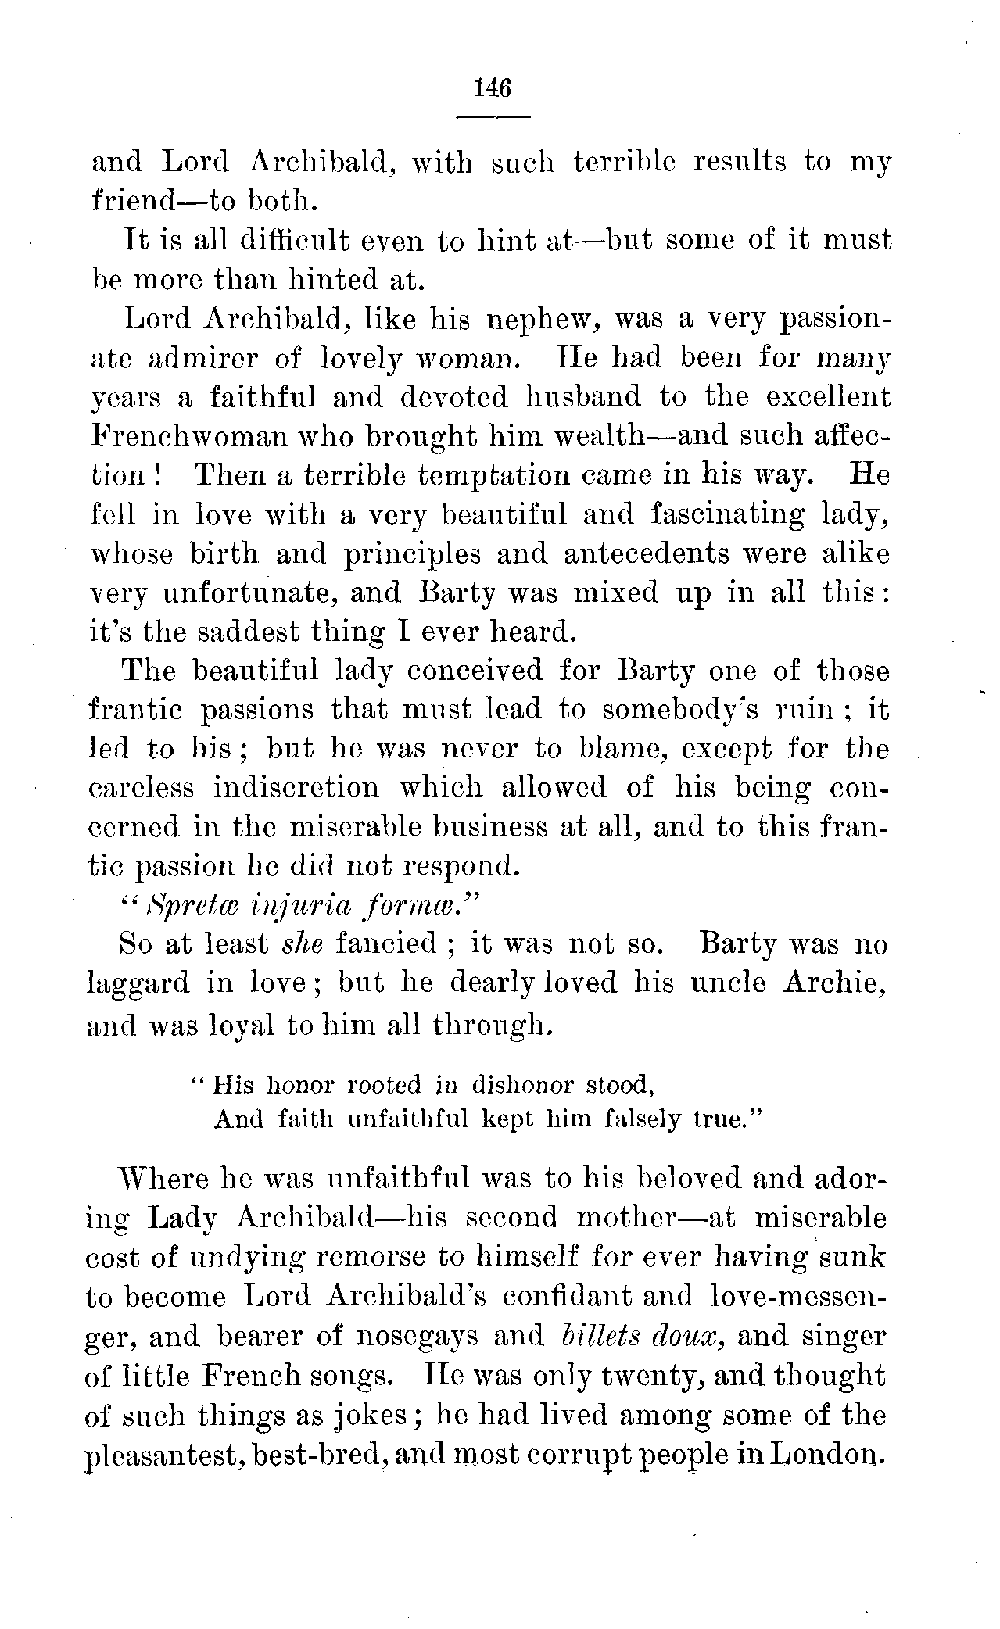 146
and Lord Archibald, with such terrible results to my
friend—to both.
It is all difficult even to hint at—but some of it must
be more than hinted at.
Lord Archibald, like his nephew, was a very passion-
ate admirer of lovely woman. He had been for many
years a faithful and devoted husband to the excellent
Frenchwoman who brought him wealth—and such affec-
tion! Then a terrible temptation came in his way. He
fell in love with a very beautiful and fascinating lady,
whose birth and principles and antecedents were alike
very unfortunate, and Barty was mixed up in all this:
it's the saddest thing I ever heard.
The beautiful lady conceived for Barty one of those
frantic passions that must lead to somebody's ruin; it
led to his; but he was never to blame, except for the
careless indiscretion which allowed of his being con-
cerned in the miserable business at all, and to this fran-
tic passion he did not respond.
"Spretæ injuria formæ."
So at least she fancied; it was not so. Barty was no
laggard in love; but he dearly loved his uncle Archie,
and was loyal to him all through.
"His honor rooted in dishonor stood,
And faith unfaithful kept him falsely true."
Where he was unfaithful was to his beloved and ador-
ing Lady Archibald—his second mother—at miserable
cost of undying remorse to himself for ever having sunk
to become Lord Archibald's confidant and love-messen-
ger, and bearer of nosegays and billets doux, and singer
of little French songs. He was only twenty, and thought
of such things as jokes; he had lived among some of the
pleasantest, best-bred, and most corrupt people in London.